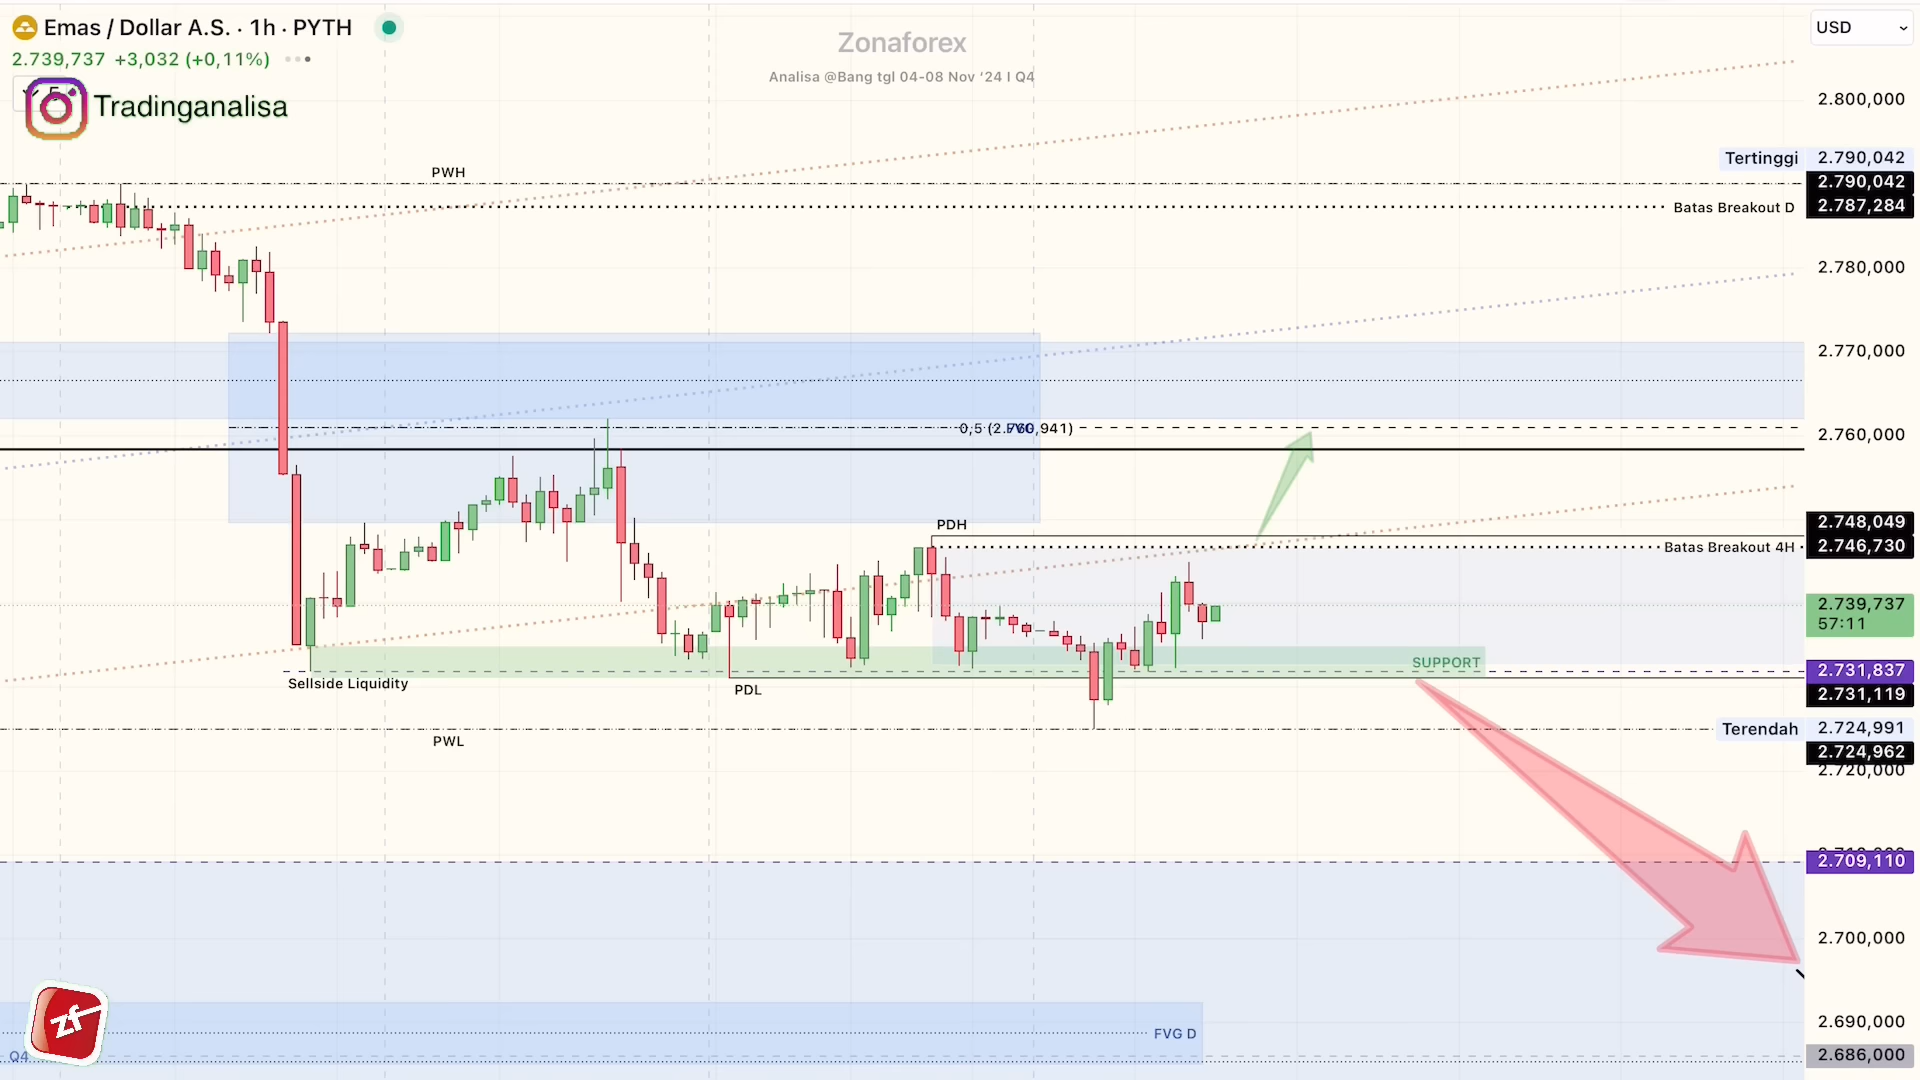 Emas / Dollar A.S. · 1h · PYTH
2.739,737 +3,032 (+0,11%)
Tradinganalisa
Zonaforex
Analisa @Bang tgl 04-08 Nov '24 I Q4
USD
2.800,000
Tertinggi 2.790,042
2.790,042
PWH
Batas Breakout D 2.787,284
2.780,000
2.770,000
0,5 (2.760,941)
2.760,000
PDH
2.748,049
Batas Breakout 4H 2.746,730
2.739,737
57:11
SUPPORT
2.731,837
Sellside Liquidity
PDL
2.731,119
Terendah 2.724,991
PWL
2.724,962
2.720,000
2.709,110
2.700,000
zf
2.690,000
FVG D
Q4
2.686,000